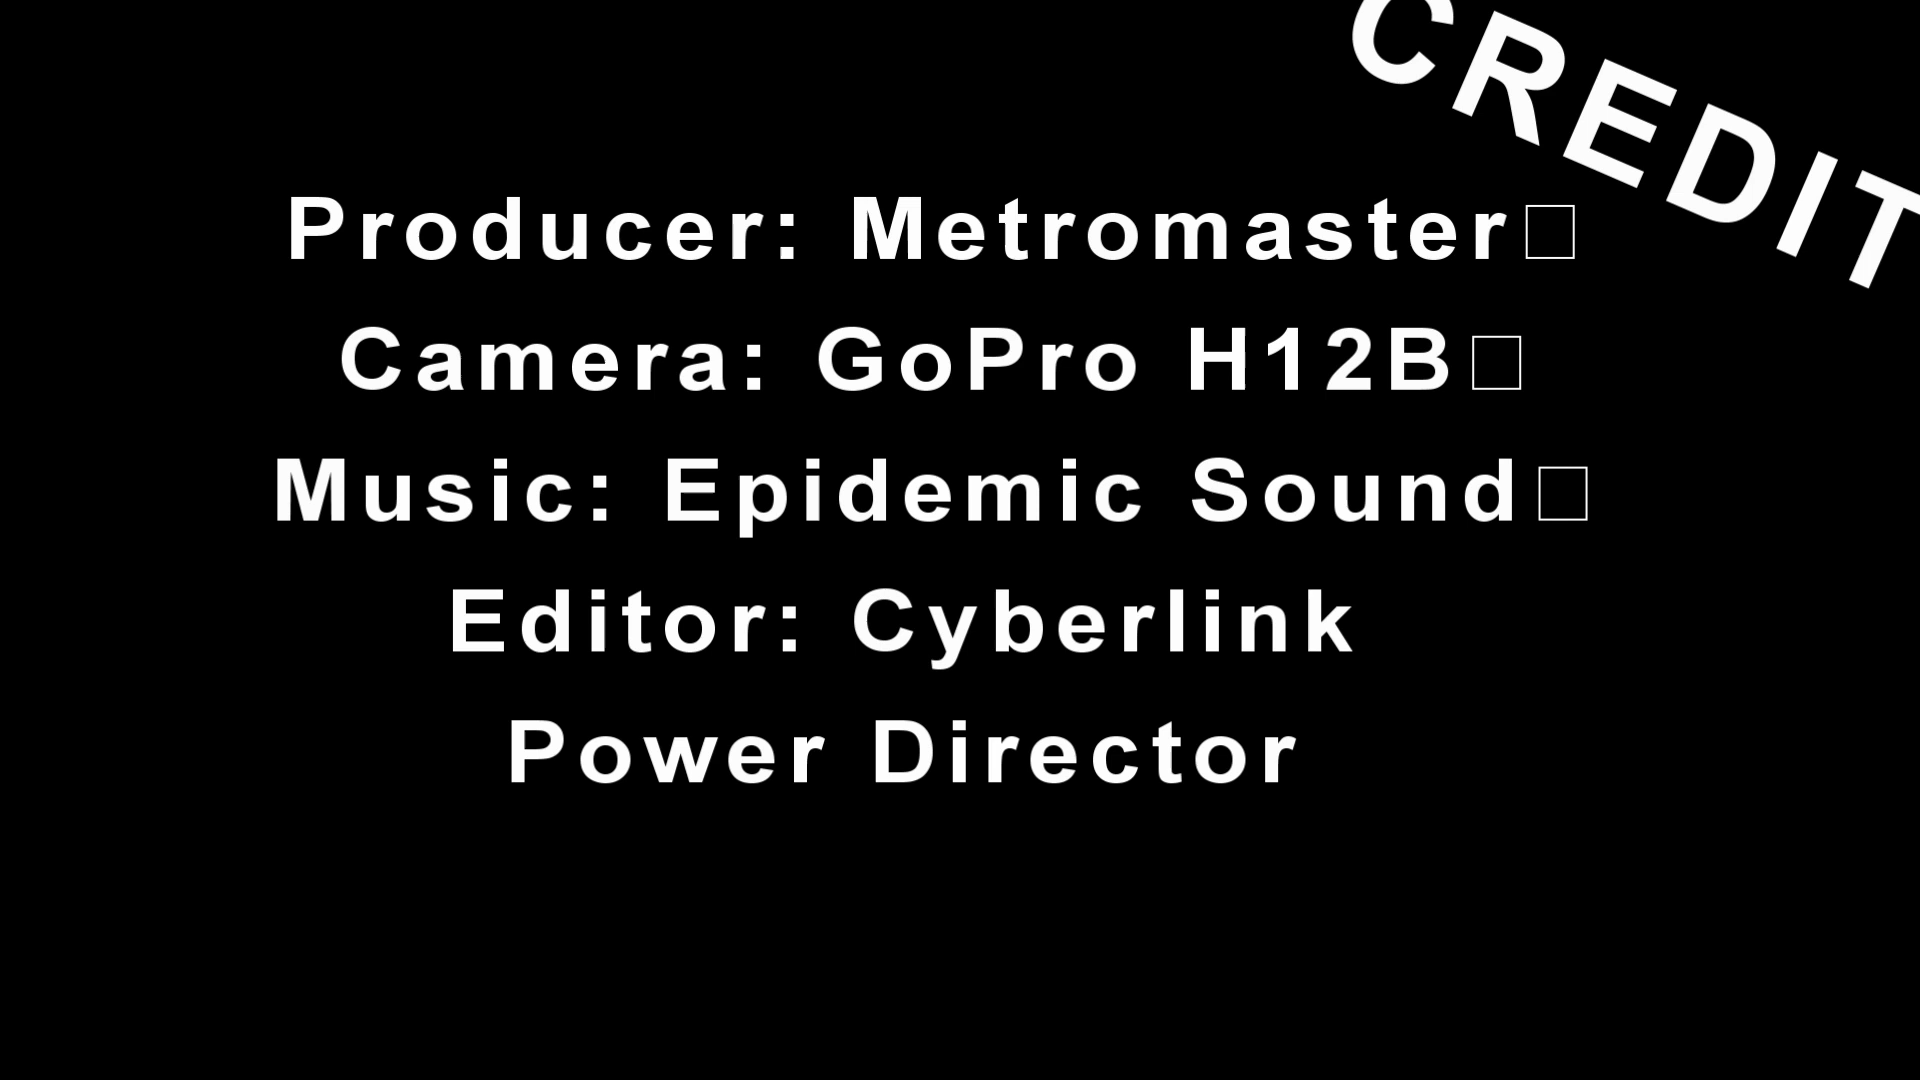 CREDIT
Producer: Metromaster□
Camera: GoPro H12B□
Music: Epidemic Sound□
Editor: Cyberlink
Power Director